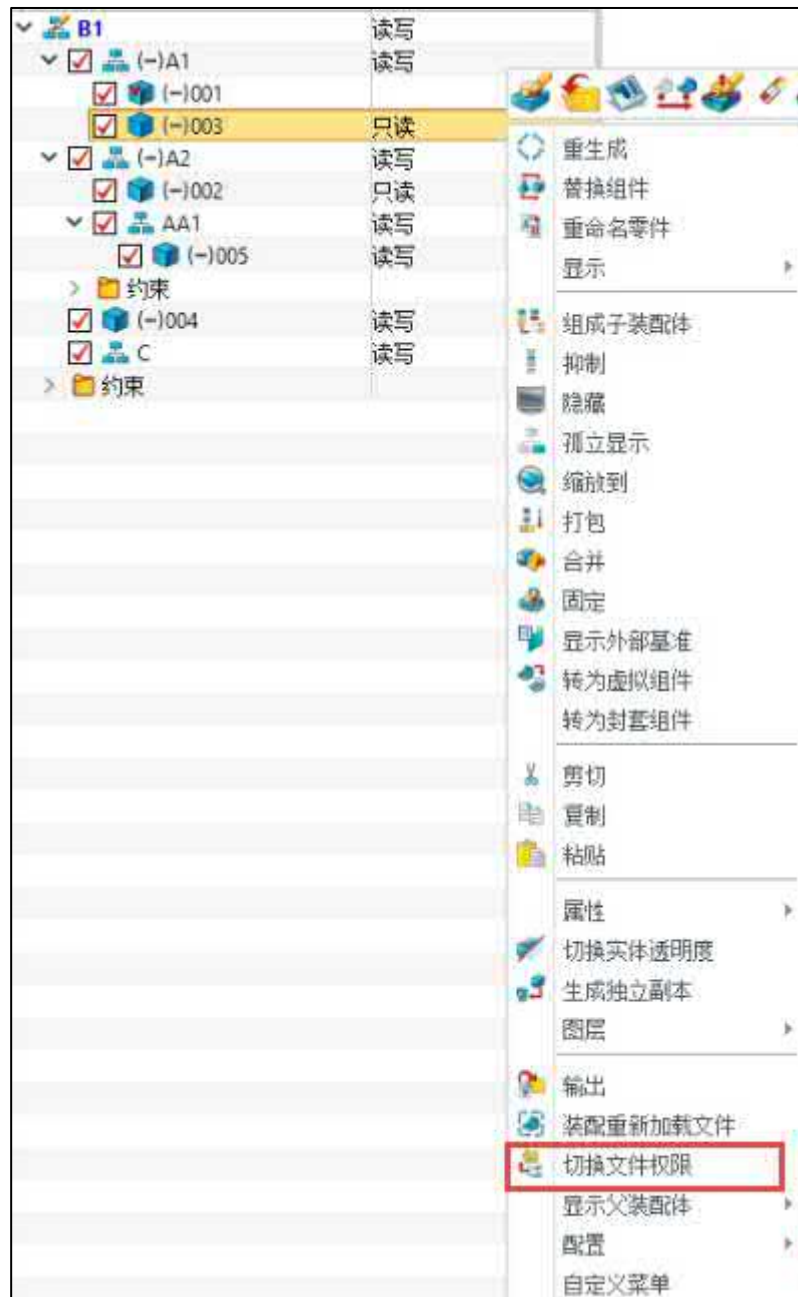 B1 读写
(-)A1 读写
(-)001
(-)003 只读
(-)A2 读写
(-)002 只读
AA1 读写
(-)005 读写
约束
(-)004 读写
C 读写
约束
重生成
替换组件
重命名零件
显示
组成子装配体
抑制
隐藏
孤立显示
缩放到
打包
合并
固定
显示外部基准
转为虚拟组件
转为封套组件
剪切
复制
粘贴
属性
切换实体透明度
生成独立副本
图层
输出
装配重新加载文件
切换文件权限
显示父装配体
配置
自定义菜单